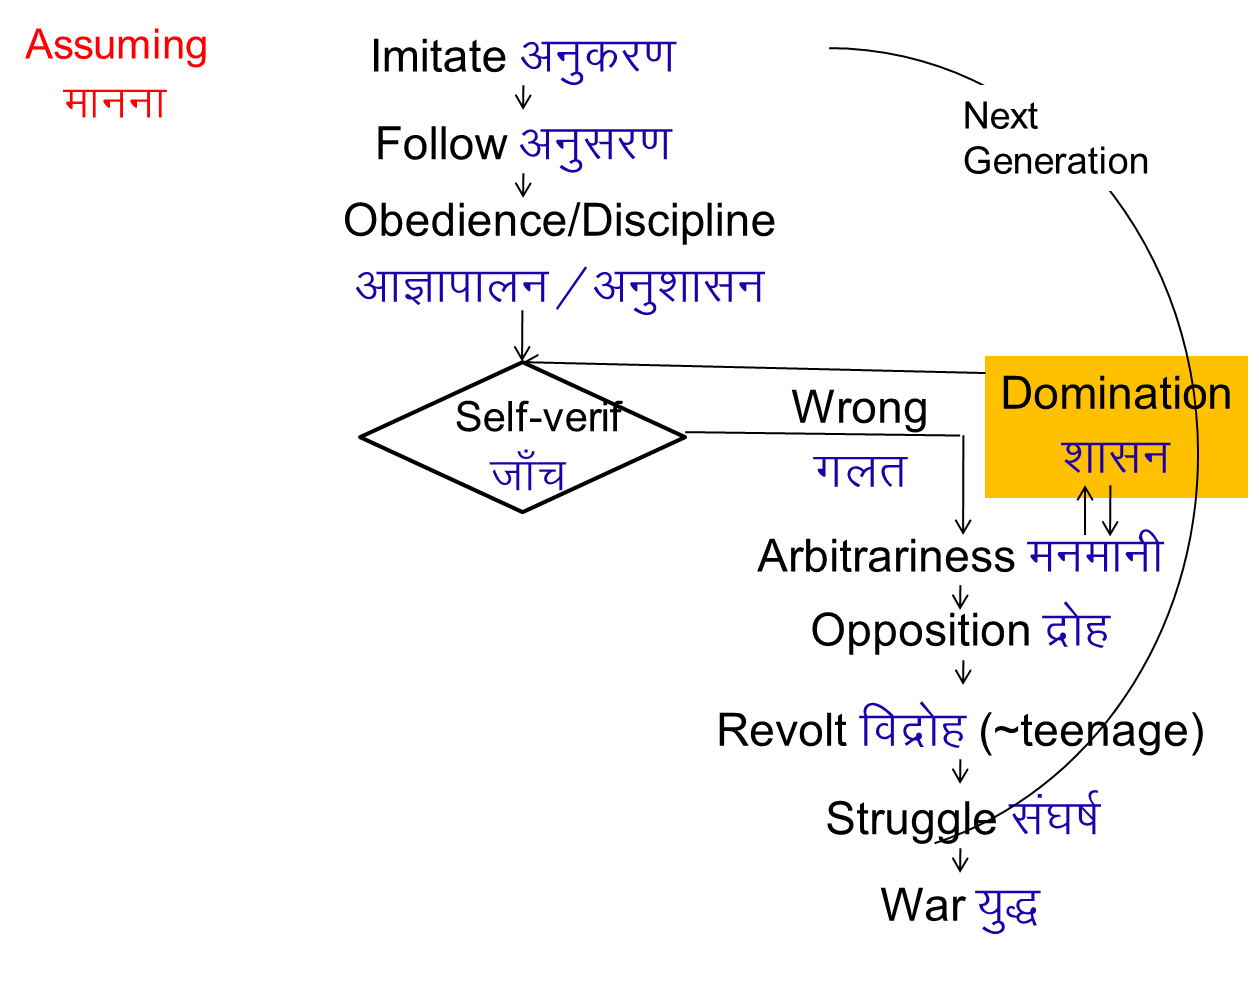 Assuming
मानना
Imitate अनुकरण
Follow अनुसरण
Obedience/Discipline
आज्ञापालन / अनुशासन
Next
Generation
Self-verif
जाँच
Wrong
गलत
Domination
शासन
Arbitrariness मनमानी
Opposition द्रोह
Revolt विद्रोह (~teenage)
Struggle संघर्ष
War युद्ध